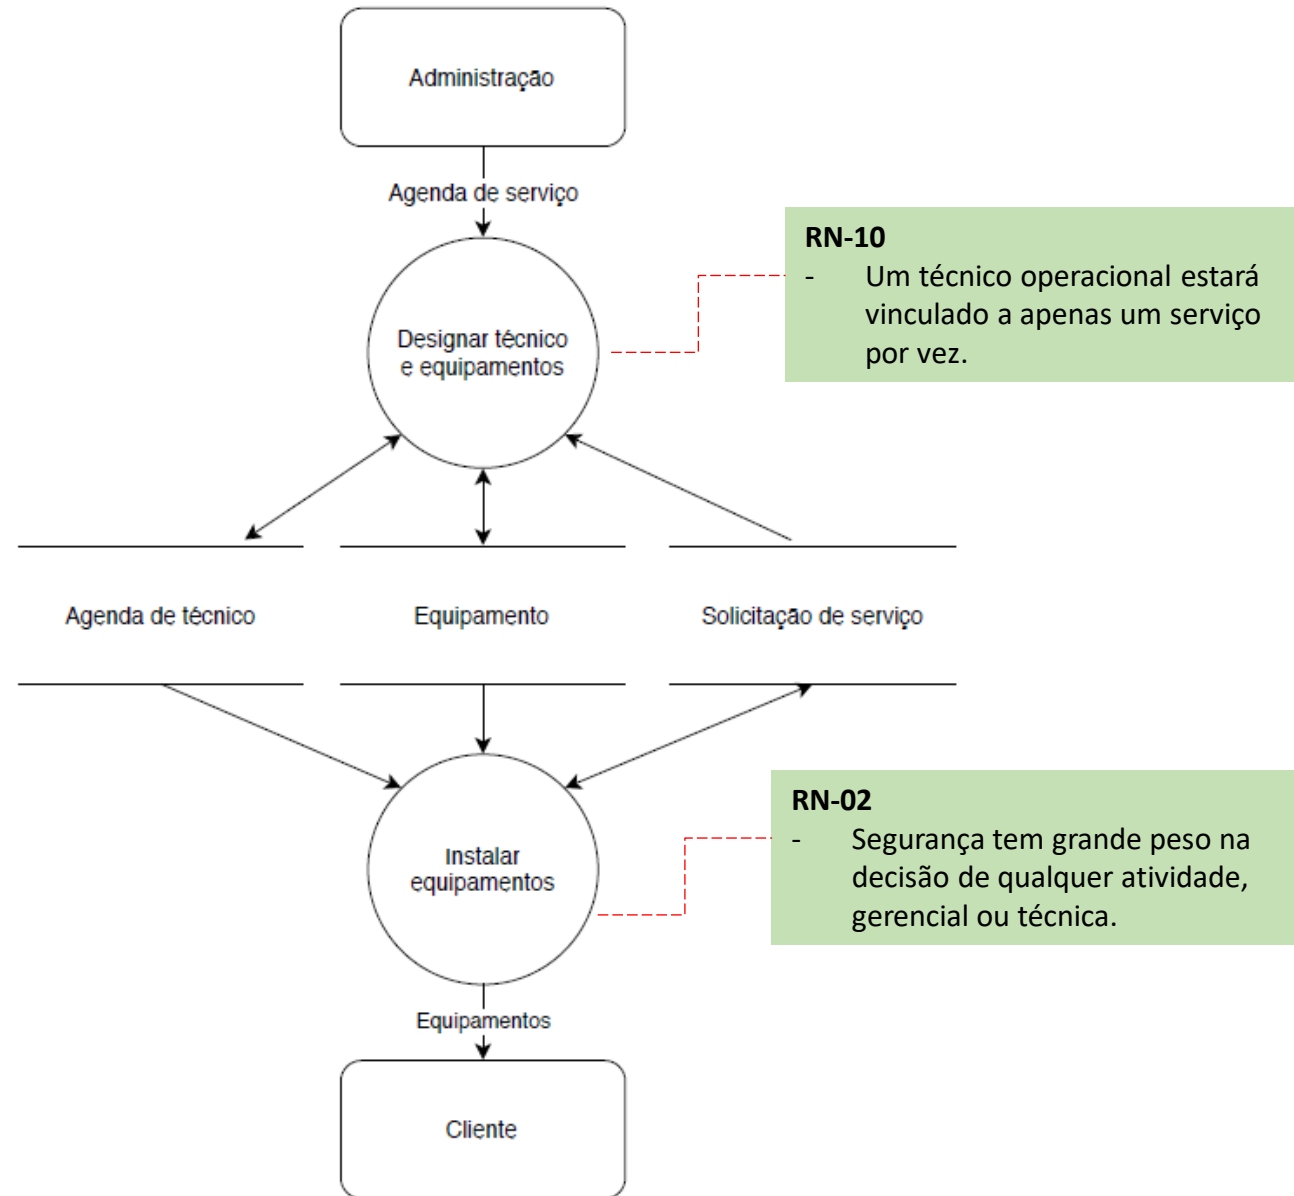 Administração
Agenda de serviço
RN-10
- Um técnico operacional estará
vinculado a apenas um serviço
por vez.
Designar técnico
e equipamentos
Agenda de técnico
Equipamento
Solicitação de serviço
RN-02
- Segurança tem grande peso na
decisão de qualquer atividade,
gerencial ou técnica.
Instalar
equipamentos
Equipamentos
Cliente